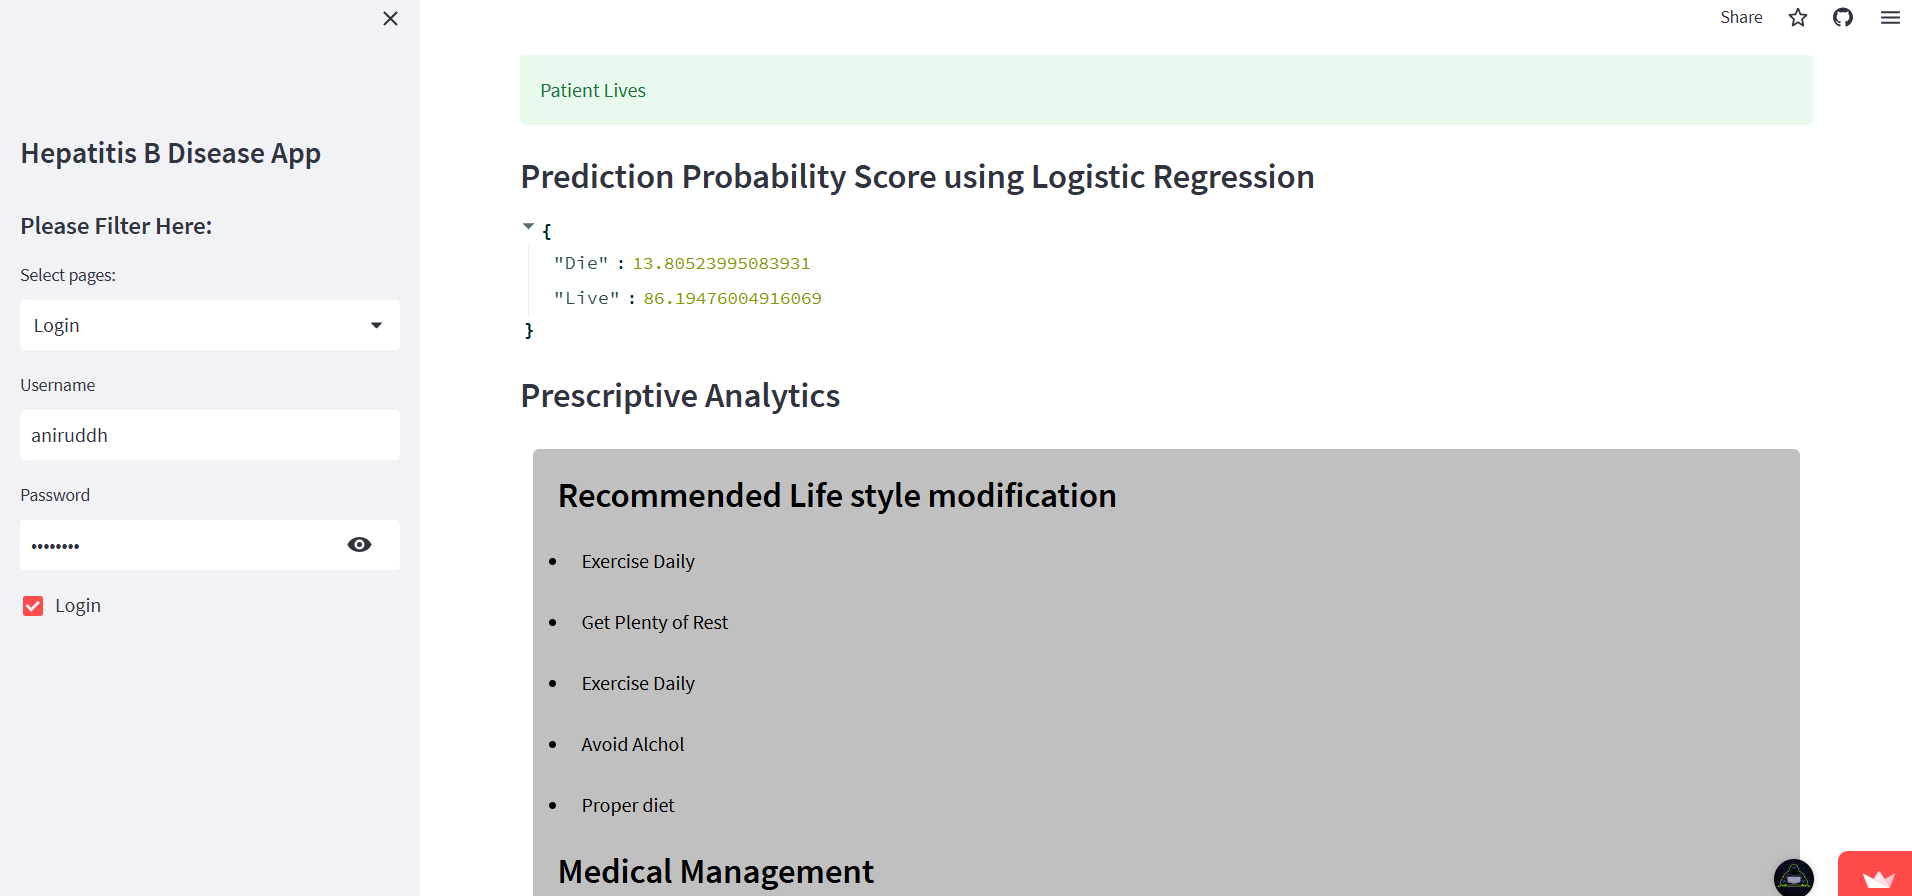 Share
Hepatitis B Disease App
Please Filter Here:
Select pages:
Login
Username
aniruddh
Password
••••••••
Login
Patient Lives
Prediction Probability Score using Logistic Regression
{
"Die" : 13.80523995083931
"Live" : 86.19476004916069
}
Prescriptive Analytics
Recommended Life style modification
• Exercise Daily
• Get Plenty of Rest
• Exercise Daily
• Avoid Alchol
• Proper diet
Medical Management